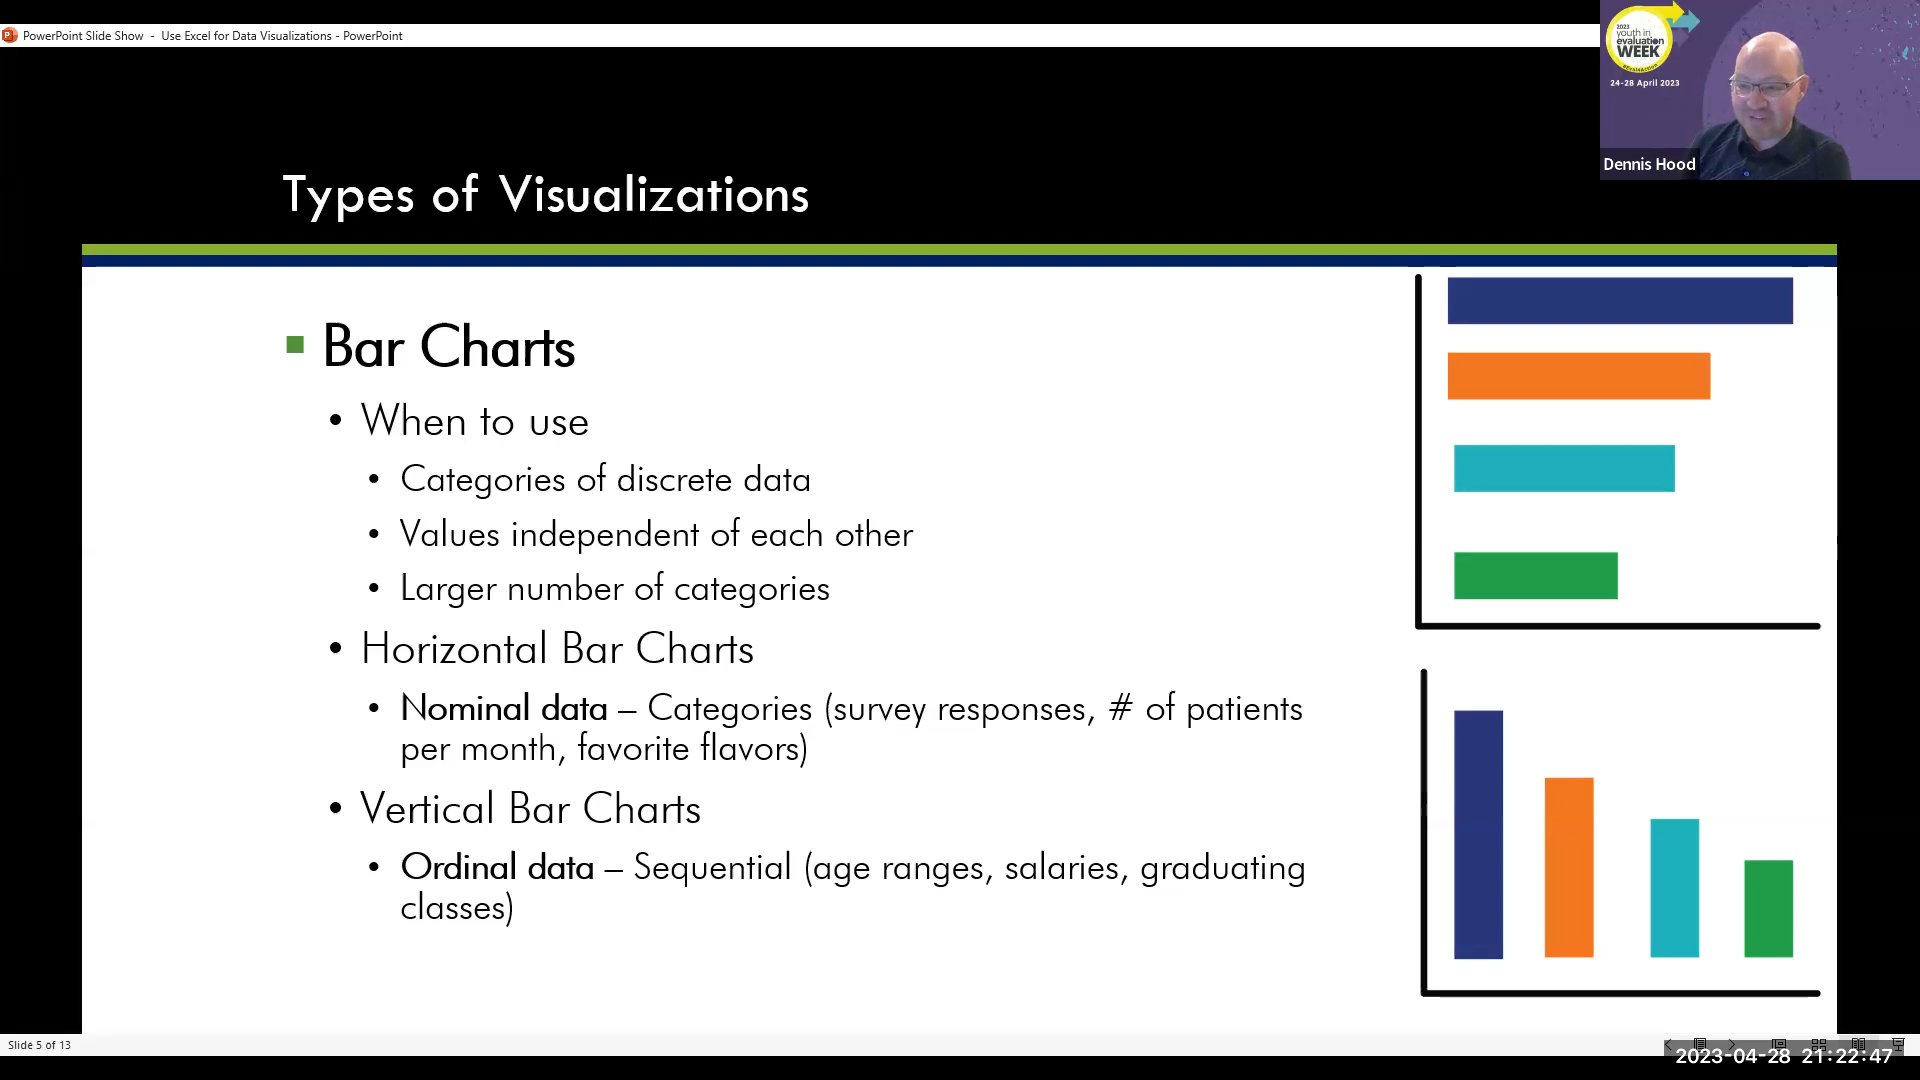 PowerPoint Slide Show - Use Excel for Data Visualizations - PowerPoint
2023
youth in
evaluation
WEEK
#Eval4Action
24-28 April 2023
Dennis Hood
Types of Visualizations
Bar Charts
• When to use
• Categories of discrete data
• Values independent of each other
• Larger number of categories
• Horizontal Bar Charts
• Nominal data – Categories (survey responses, # of patients
per month, favorite flavors)
• Vertical Bar Charts
• Ordinal data – Sequential (age ranges, salaries, graduating
classes)
Slide 5 of 13
2023-04-28 21:22:47